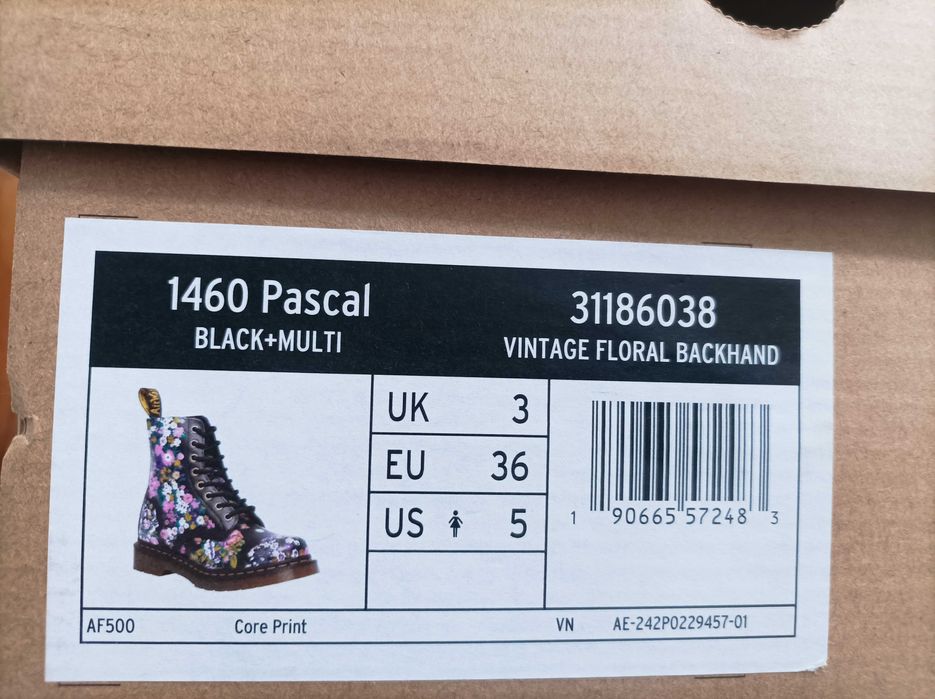 1460 Pascal
BLACK+MULTI
31186038
VINTAGE FLORAL BACKHAND
UK 3
EU 36
US 5
1 90665 57248 3
AF500 Core Print VN AE-242P0229457-01